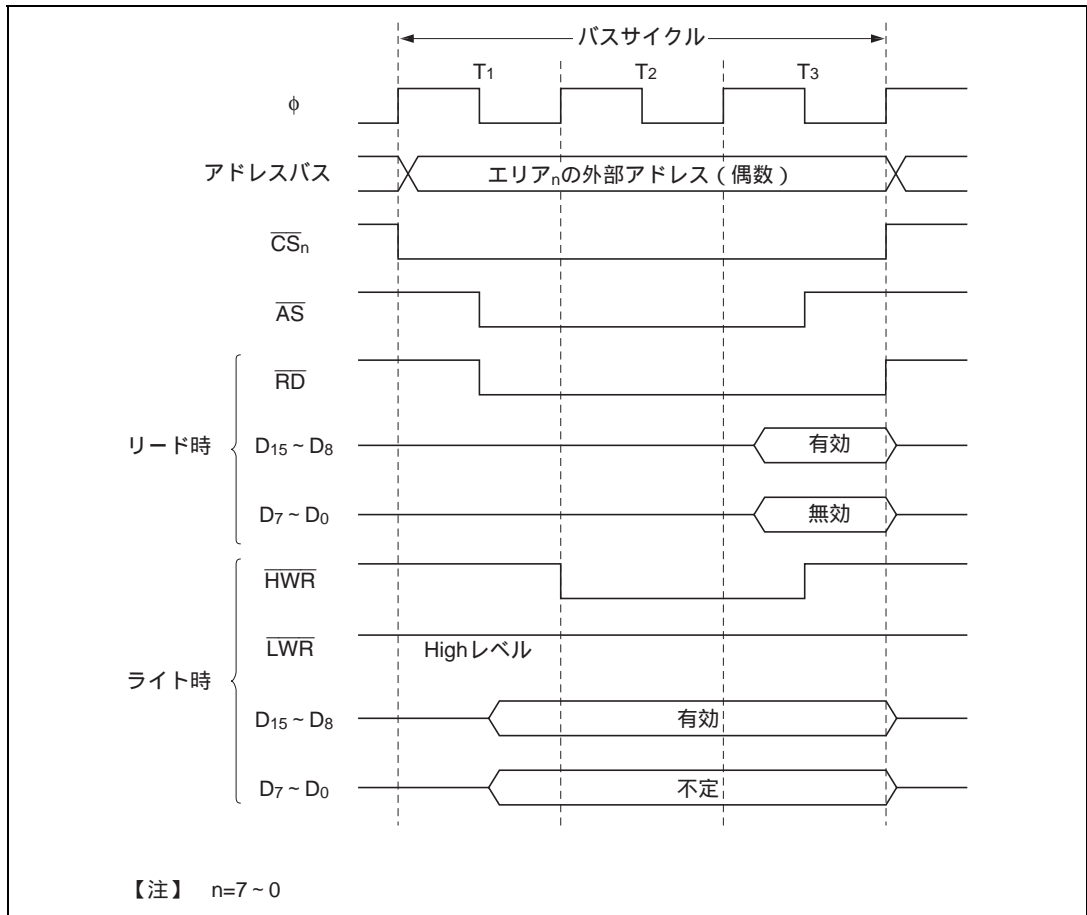 バスサイクル
T1 T2 T3
φ
アドレスバス エリアnの外部アドレス（偶数）
CSn
AS
RD
リード時 D15~D8 有効
D7~D0 無効
HWR
LWR Highレベル
ライト時 D15~D8 有効
D7~D0 不定
【注】 n=7~0